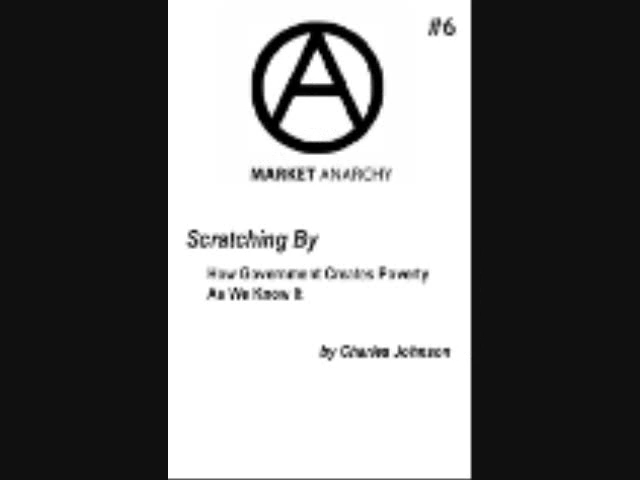 #6
MARKET ANARCHY
Scratching By
How Government Creates Poverty
As We Know It
by Charles Johnson